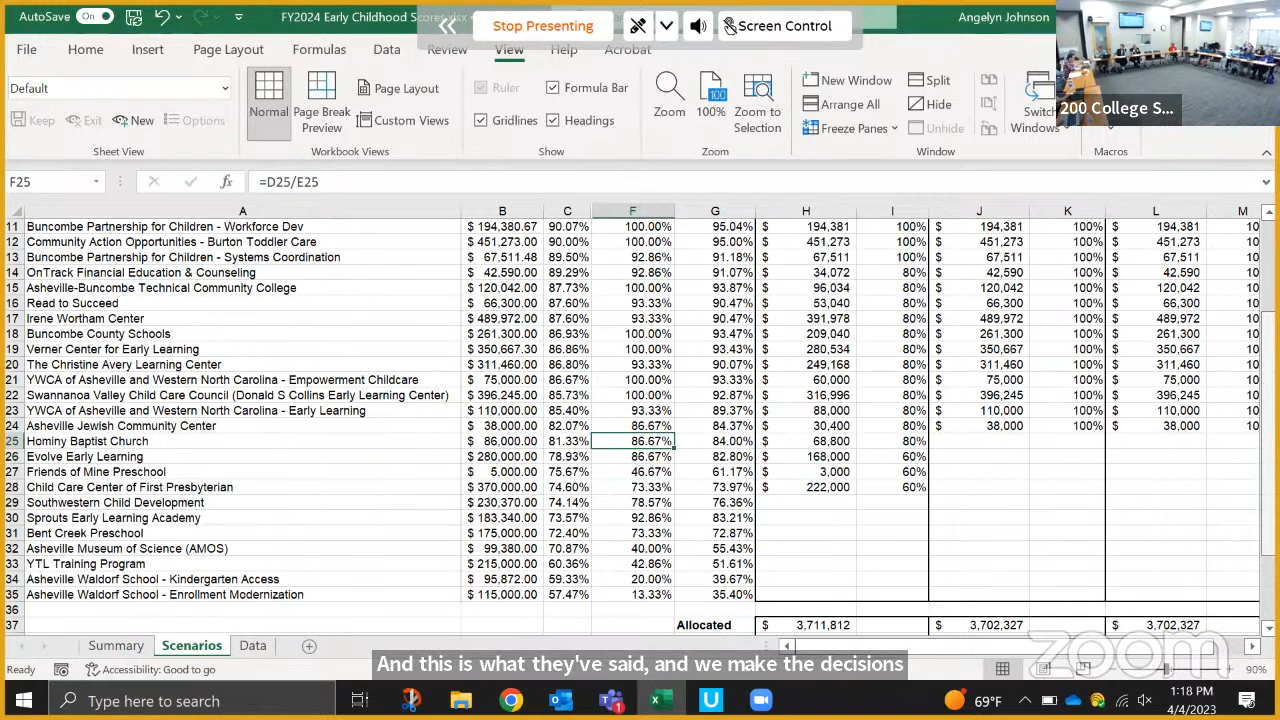 AutoSave On FY2024 Early Childhood Scores.xlsx Angelyn Johnson
Stop Presenting Screen Control
File Home Insert Page Layout Formulas Data Review View Help Acrobat
Default
Keep Exit New Options
Sheet View
Normal Page Break Preview Page Layout Custom Views
Workbook Views
Ruler Formula Bar
Gridlines Headings
Show
Zoom 100% Zoom to Selection
Zoom
New Window Split
Arrange All Hide
Freeze Panes Unhide
Switch Windows
Window
Macros
200 College S...
F25 fx =D25/E25
A B C F G H I J K L M
11 Buncombe Partnership for Children - Workforce Dev $ 194,380.67 90.07% 100.00% 95.04% $ 194,381 100% $ 194,381 100% $ 194,381 10
12 Community Action Opportunities - Burton Toddler Care $ 451,273.00 90.00% 100.00% 95.00% $ 451,273 100% $ 451,273 100% $ 451,273 10
13 Buncombe Partnership for Children - Systems Coordination $ 67,511.48 89.50% 92.86% 91.18% $ 67,511 100% $ 67,511 100% $ 67,511 10
14 OnTrack Financial Education & Counseling $ 42,590.00 89.29% 92.86% 91.07% $ 34,072 80% $ 42,590 100% $ 42,590 10
15 Asheville-Buncombe Technical Community College $ 120,042.00 87.73% 100.00% 93.87% $ 96,034 80% $ 120,042 100% $ 120,042 10
16 Read to Succeed $ 66,300.00 87.60% 93.33% 90.47% $ 53,040 80% $ 66,300 100% $ 66,300 10
17 Irene Wortham Center $ 489,972.00 87.60% 93.33% 90.47% $ 391,978 80% $ 489,972 100% $ 489,972 10
18 Buncombe County Schools $ 261,300.00 86.93% 100.00% 93.47% $ 209,040 80% $ 261,300 100% $ 261,300 10
19 Verner Center for Early Learning $ 350,667.30 86.86% 100.00% 93.43% $ 280,534 80% $ 350,667 100% $ 350,667 10
20 The Christine Avery Learning Center $ 311,460.00 86.80% 93.33% 90.07% $ 249,168 80% $ 311,460 100% $ 311,460 10
21 YWCA of Asheville and Western North Carolina - Empowerment Childcare $ 75,000.00 86.67% 100.00% 93.33% $ 60,000 80% $ 75,000 100% $ 75,000 10
22 Swannanoa Valley Child Care Council (Donald S Collins Early Learning Center) $ 396,245.00 85.73% 100.00% 92.87% $ 316,996 80% $ 396,245 100% $ 396,245 10
23 YWCA of Asheville and Western North Carolina - Early Learning $ 110,000.00 85.40% 93.33% 89.37% $ 88,000 80% $ 110,000 100% $ 110,000 10
24 Asheville Jewish Community Center $ 38,000.00 82.07% 86.67% 84.37% $ 30,400 80% $ 38,000 100% $ 38,000 10
25 Hominy Baptist Church $ 86,000.00 81.33% 86.67% 84.00% $ 68,800 80%
26 Evolve Early Learning $ 280,000.00 78.93% 86.67% 82.80% $ 168,000 60%
27 Friends of Mine Preschool $ 5,000.00 75.67% 46.67% 61.17% $ 3,000 60%
28 Child Care Center of First Presbyterian $ 370,000.00 74.60% 73.33% 73.97% $ 222,000 60%
29 Southwestern Child Development $ 230,370.00 74.14% 78.57% 76.36%
30 Sprouts Early Learning Academy $ 183,340.00 73.57% 92.86% 83.21%
31 Bent Creek Preschool $ 175,000.00 72.40% 73.33% 72.87%
32 Asheville Museum of Science (AMOS) $ 99,380.00 70.87% 40.00% 55.43%
33 YTL Training Program $ 215,000.00 60.36% 42.86% 51.61%
34 Asheville Waldorf School - Kindergarten Access $ 95,872.00 59.33% 20.00% 39.67%
35 Asheville Waldorf School - Enrollment Modernization $ 115,000.00 57.47% 13.33% 35.40%
36
37 Allocated $ 3,711,812 $ 3,702,327 $ 3,702,327
Summary Scenarios Data
Ready Accessibility: Good to go 90%
And this is what they've said, and we make the decisions
zoom
Type here to search 69°F 1:18 PM
4/4/2023